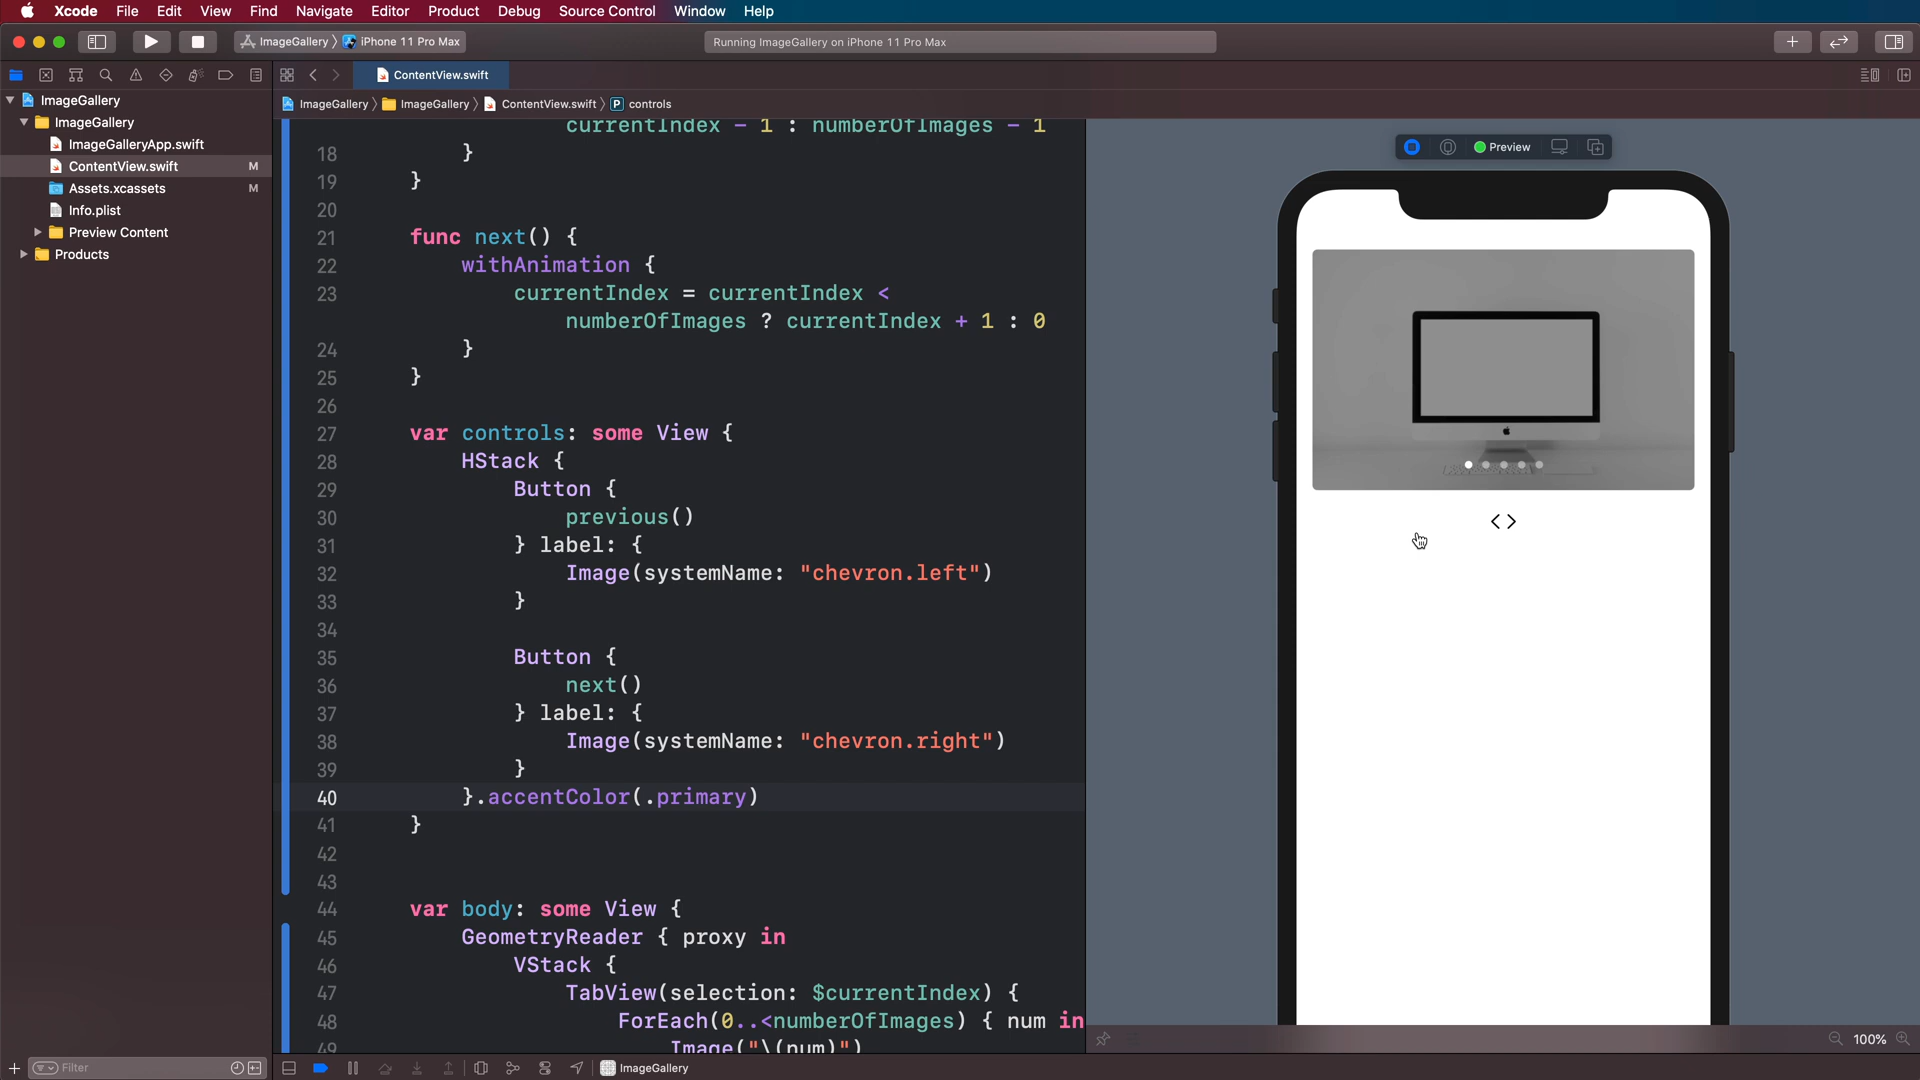 Xcode File Edit View Find Navigate Editor Product Debug Source Control Window Help
ImageGallery iPhone 11 Pro Max
Running ImageGallery on iPhone 11 Pro Max
ContentView.swift
ImageGallery ImageGallery ContentView.swift P controls
ImageGallery
ImageGallery
ImageGalleryApp.swift
ContentView.swift M
Assets.xcassets M
Info.plist
Preview Content
Products
currentIndex - 1 : numberOfImages - 1
18 }
19 }
20
21 func next() {
22 withAnimation {
23 currentIndex = currentIndex <
numberOfImages ? currentIndex + 1 : 0
24 }
25 }
26
27 var controls: some View {
28 HStack {
29 Button {
30 previous()
31 } label: {
32 Image(systemName: "chevron.left")
33 }
34
35 Button {
36 next()
37 } label: {
38 Image(systemName: "chevron.right")
39 }
40 }.accentColor(.primary)
41 }
42
43
44 var body: some View {
45 GeometryReader { proxy in
46 VStack {
47 TabView(selection: $currentIndex) {
48 ForEach(0..<numberOfImages) { num in
49 Image("\(num)")
Preview
100%
Filter
ImageGallery